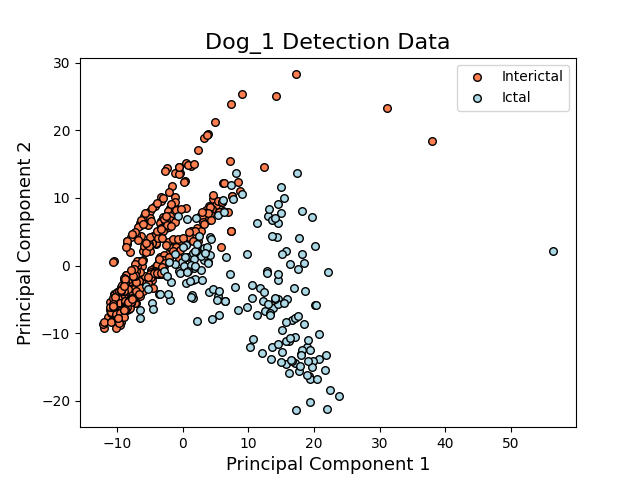 Dog_1 Detection Data
Interictal
Ictal
30
20
10
0
−10
−20
Principal Component 2
−10
0
10
20
30
40
50
Principal Component 1